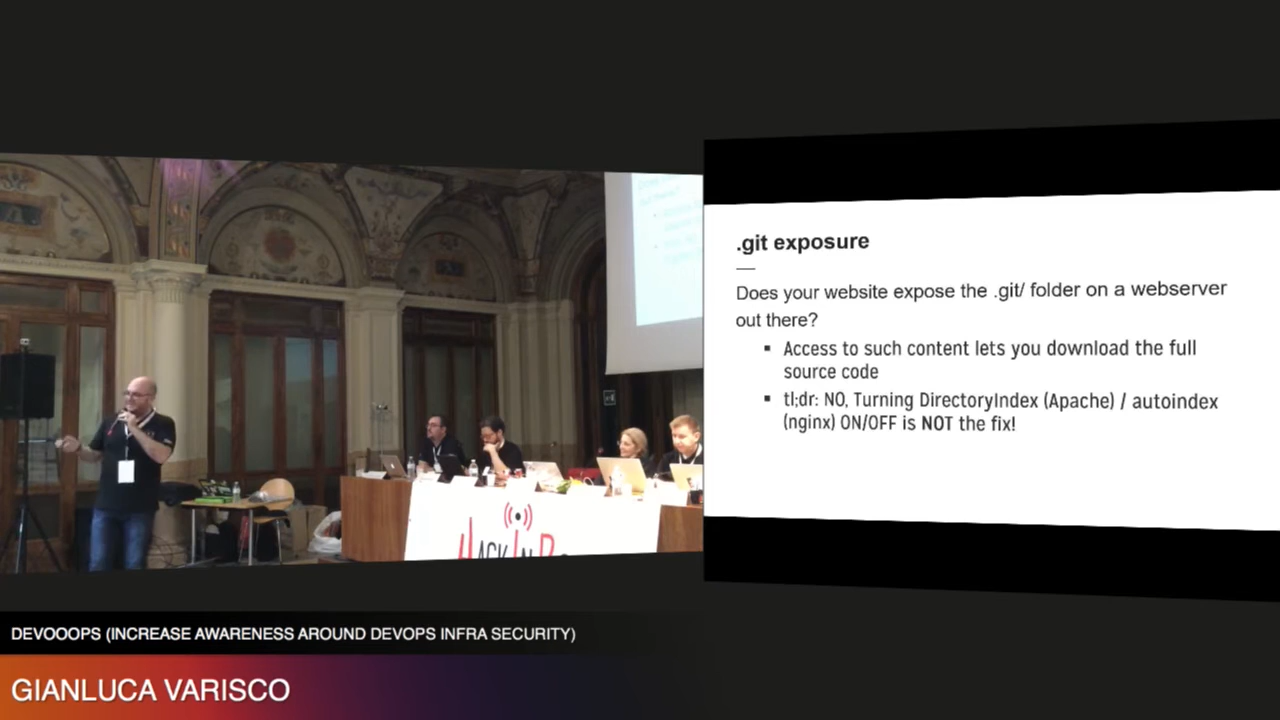 .git exposure
Does your website expose the .git/ folder on a webserver
out there?
▪ Access to such content lets you download the full
source code
▪ tl;dr: NO, Turning DirectoryIndex (Apache) / autoindex
(nginx) ON/OFF is NOT the fix!
HACK IN
DEVOOOPS (INCREASE AWARENESS AROUND DEVOPS INFRA SECURITY)
GIANLUCA VARISCO